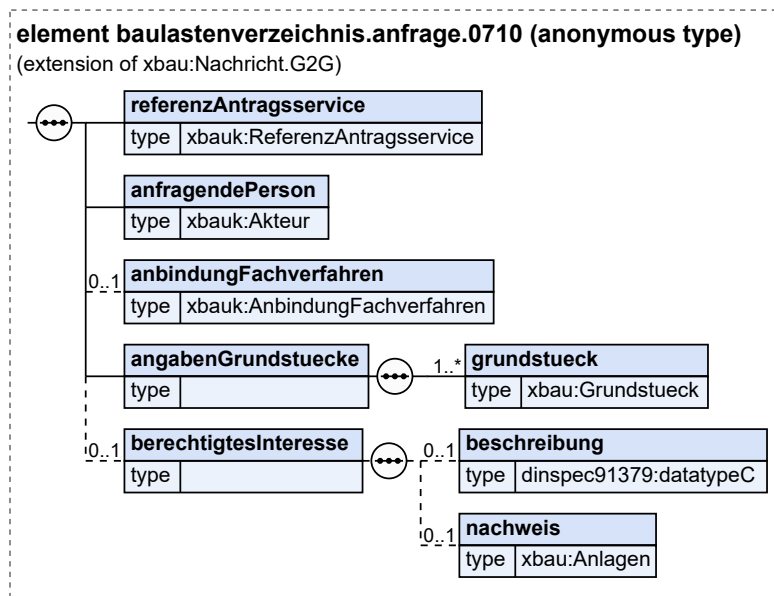 element baulastenverzeichnis.anfrage.0710 (anonymous type)
(extension of xbau:Nachricht.G2G)
referenzAntragsservice
type xbauk:ReferenzAntragsservice
anfragendePerson
type xbauk:Akteur
0..1 anbindungFachverfahren
type xbauk:AnbindungFachverfahren
angabenGrundstuecke
type
1..* grundstueck
type xbau:Grundstueck
0..1 berechtigtesInteresse
type
0..1 beschreibung
type dinspec91379:datatypeC
0..1 nachweis
type xbau:Anlagen